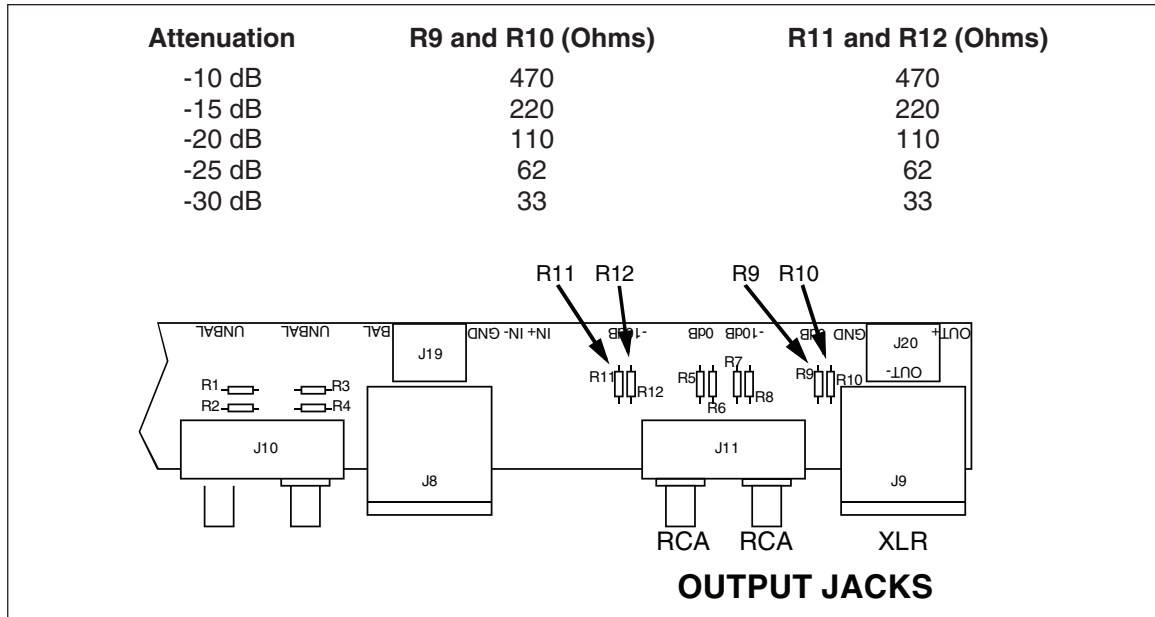 Attenuation R9 and R10 (Ohms) R11 and R12 (Ohms)
-10 dB 470 470
-15 dB 220 220
-20 dB 110 110
-25 dB 62 62
-30 dB 33 33
R11 R12 R9 R10
UNBAL UNBAL BAL GND IN- IN+ -10dB 0dB -10dB 0dB GND OUT+
J19 J20
OUT-
R1 R3 R11 R12 R5 R7 R9 R10
R2 R4 R6 R8
J10 J11
J8 J9
RCA RCA XLR
OUTPUT JACKS